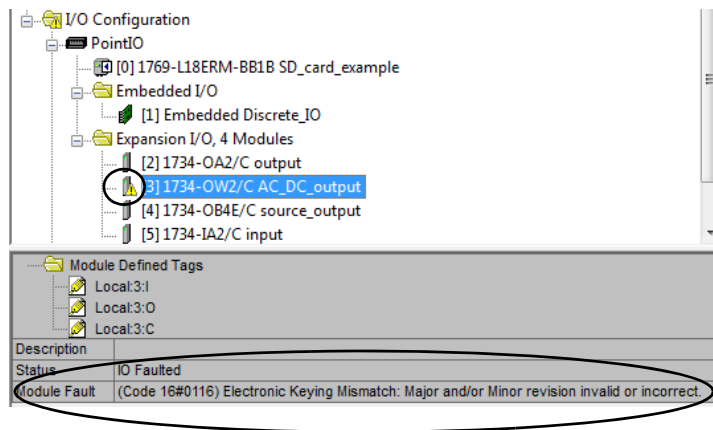 I/O Configuration
PointIO
[0] 1769-L18ERM-BB1B SD_card_example
Embedded I/O
[1] Embedded Discrete_IO
Expansion I/O, 4 Modules
[2] 1734-OA2/C output
[3] 1734-OW2/C AC_DC_output
[4] 1734-OB4E/C source_output
[5] 1734-IA2/C input
Module Defined Tags
Local:3:I
Local:3:O
Local:3:C
Description
Status IO Faulted
Module Fault (Code 16#0116) Electronic Keying Mismatch: Major and/or Minor revision invalid or incorrect.